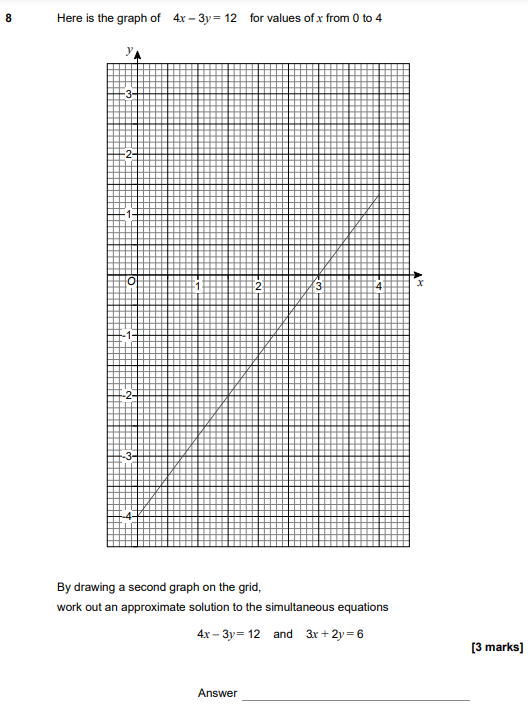 8 Here is the graph of 4x – 3y = 12 for values of x from 0 to 4
y
3
2
1
O 1 2 3 4 x
-1
-2
-3
-4
By drawing a second graph on the grid,
work out an approximate solution to the simultaneous equations
4x – 3y = 12 and 3x + 2y = 6
[3 marks]
Answer